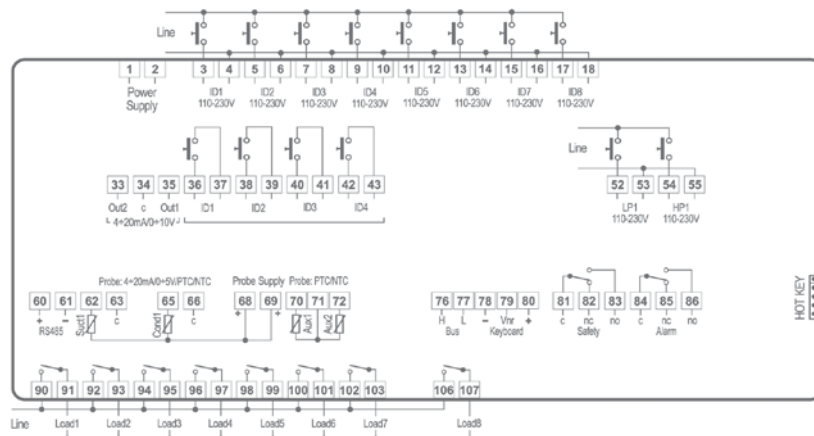 Line
1 2 3 4 5 6 7 8 9 10 11 12 13 14 15 16 17 18
Power Supply ID1 ID2 ID3 ID4 ID5 ID6 ID7 ID8
110-230V 110-230V 110-230V 110-230V 110-230V 110-230V 110-230V 110-230V
Line
33 34 35 36 37 38 39 40 41 42 43 52 53 54 55
Out2 c Out1 ID1 ID2 ID3 ID4 LP1 HP1
4÷20mA/0÷10V 110-230V 110-230V
Probe: 4÷20mA/0÷5V/PTC/NTC Probe Supply Probe: PTC/NTC
60 61 62 63 65 66 68 69 70 71 72 76 77 78 79 80 81 82 83 84 85 86
+ − Suct1 c Cond1 c + + Aux1 Aux2 H L − Vnr + c nc no c nc no
RS485 Bus Keyboard Safety Alarm
HOT KEY
90 91 92 93 94 95 96 97 98 99 100 101 102 103 106 107
Line Load1 Load2 Load3 Load4 Load5 Load6 Load7 Load8